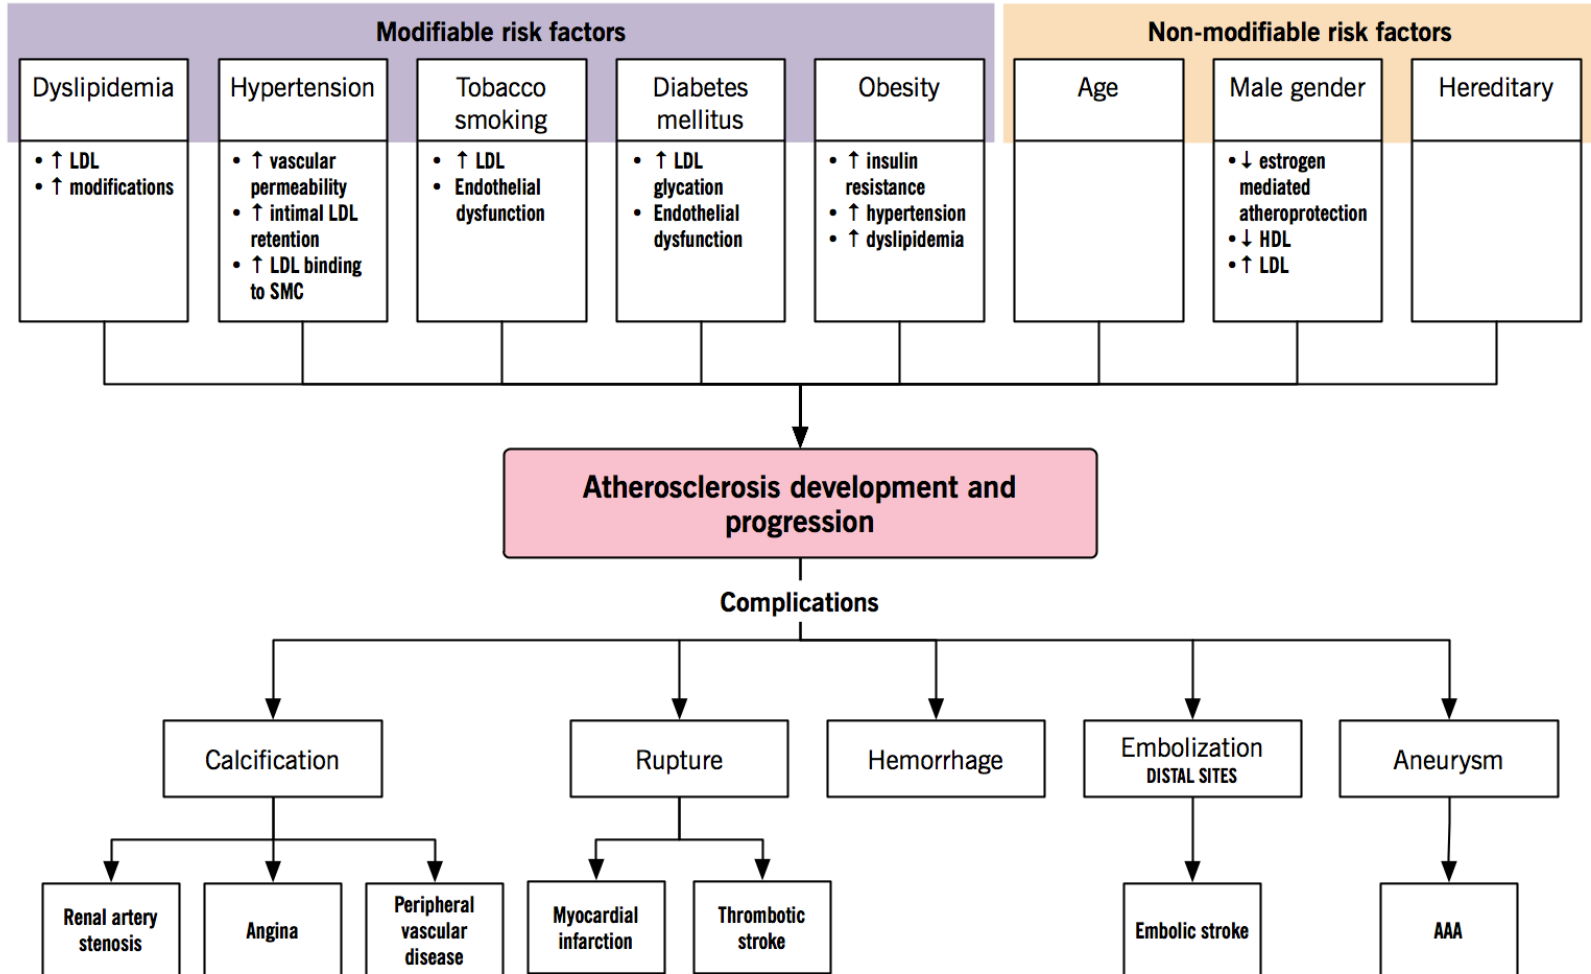 Modifiable risk factors
Non-modifiable risk factors
Dyslipidemia
• ↑ LDL
• ↑ modifications
Hypertension
• ↑ vascular
permeability
• ↑ intimal LDL
retention
• ↑ LDL binding
to SMC
Tobacco
smoking
• ↑ LDL
• Endothelial
dysfunction
Diabetes
mellitus
• ↑ LDL
glycation
• Endothelial
dysfunction
Obesity
• ↑ insulin
resistance
• ↑ hypertension
• ↑ dyslipidemia
Age
Male gender
• ↓ estrogen
mediated
atheroprotection
• ↓ HDL
• ↑ LDL
Hereditary
Atherosclerosis development and
progression
Complications
Calcification
Rupture
Hemorrhage
Embolization
DISTAL SITES
Aneurysm
Renal artery
stenosis
Angina
Peripheral
vascular
disease
Myocardial
infarction
Thrombotic
stroke
Embolic stroke
AAA